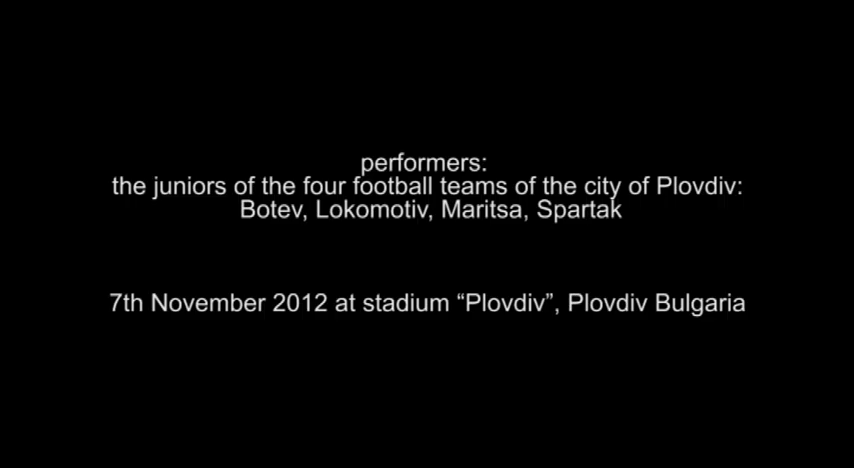 performers:
the juniors of the four football teams of the city of Plovdiv:
Botev, Lokomotiv, Maritsa, Spartak
7th November 2012 at stadium “Plovdiv”, Plovdiv Bulgaria